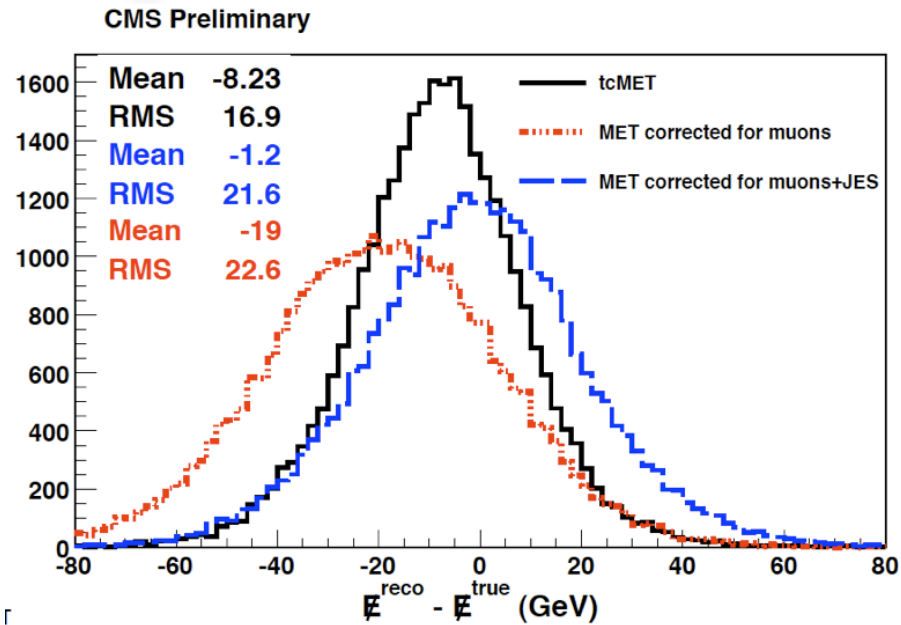 CMS Preliminary
Mean -8.23
RMS 16.9
Mean -1.2
RMS 21.6
Mean -19
RMS 22.6
tcMET
MET corrected for muons
MET corrected for muons+JES
1600
1400
1200
1000
800
600
400
200
0
-80 -60 -40 -20 0 20 40 60 80
E̸^reco - E̸^true (GeV)